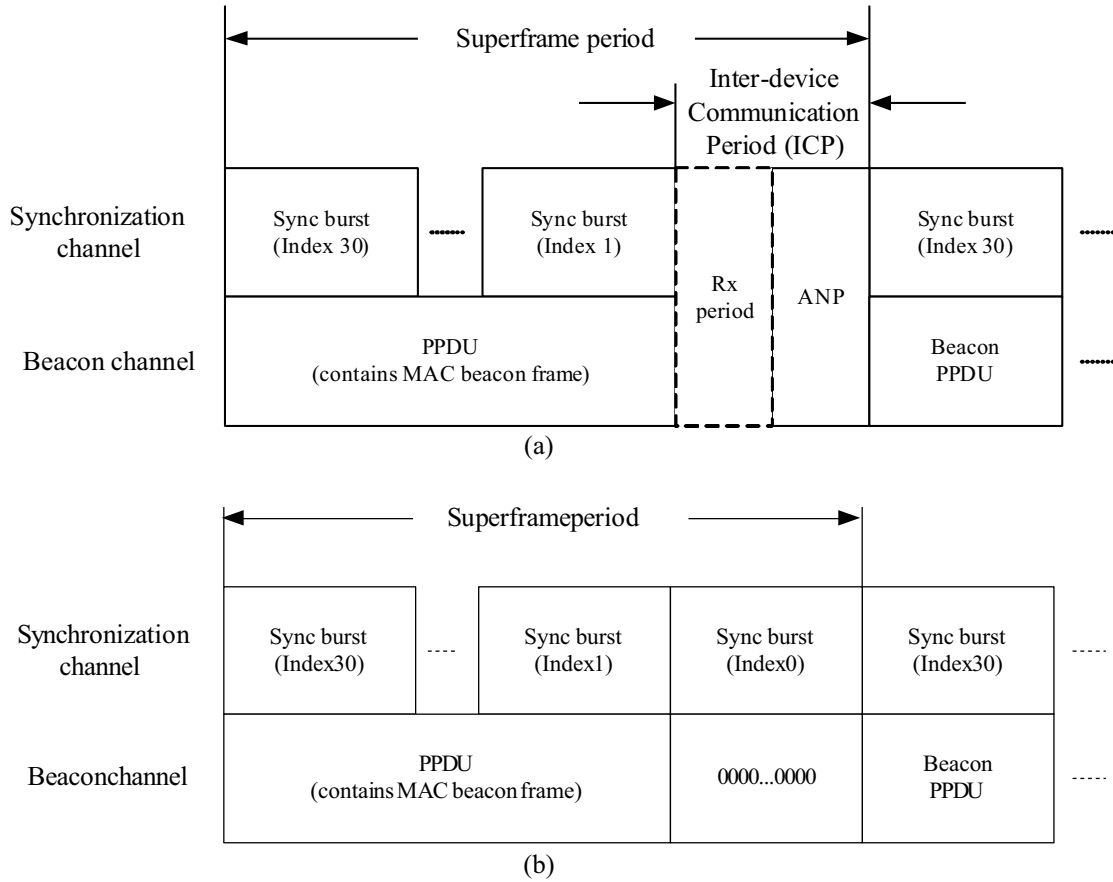 Superframe period
Inter-device
Communication
Period (ICP)
Synchronization
channel
Sync burst
(Index 30)
Sync burst
(Index 1)
Rx
period
ANP
Sync burst
(Index 30)
Beacon channel
PPDU
(contains MAC beacon frame)
Beacon
PPDU
(a)
Superframeperiod
Synchronization
channel
Sync burst
(Index30)
Sync burst
(Index1)
Sync burst
(Index0)
Sync burst
(Index30)
Beaconchannel
PPDU
(contains MAC beacon frame)
0000...0000
Beacon
PPDU
(b)